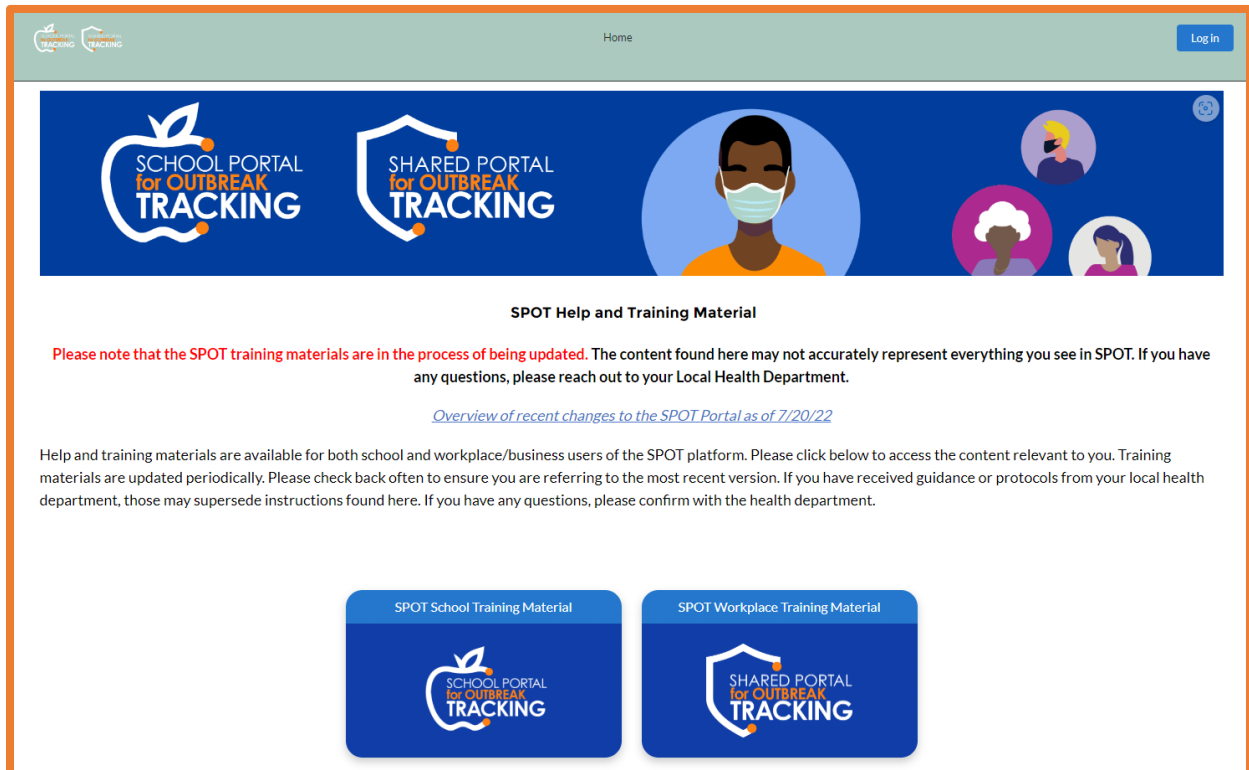 TRACKING TRACKING
Home
Log in
SCHOOL PORTAL
for OUTBREAK
TRACKING
SHARED PORTAL
for OUTBREAK
TRACKING
SPOT Help and Training Material
Please note that the SPOT training materials are in the process of being updated. The content found here may not accurately represent everything you see in SPOT. If you have
any questions, please reach out to your Local Health Department.
Overview of recent changes to the SPOT Portal as of 7/20/22
Help and training materials are available for both school and workplace/business users of the SPOT platform. Please click below to access the content relevant to you. Training
materials are updated periodically. Please check back often to ensure you are referring to the most recent version. If you have received guidance or protocols from your local health
department, those may supersede instructions found here. If you have any questions, please confirm with the health department.
SPOT School Training Material
SCHOOL PORTAL
for OUTBREAK
TRACKING
SPOT Workplace Training Material
SHARED PORTAL
for OUTBREAK
TRACKING